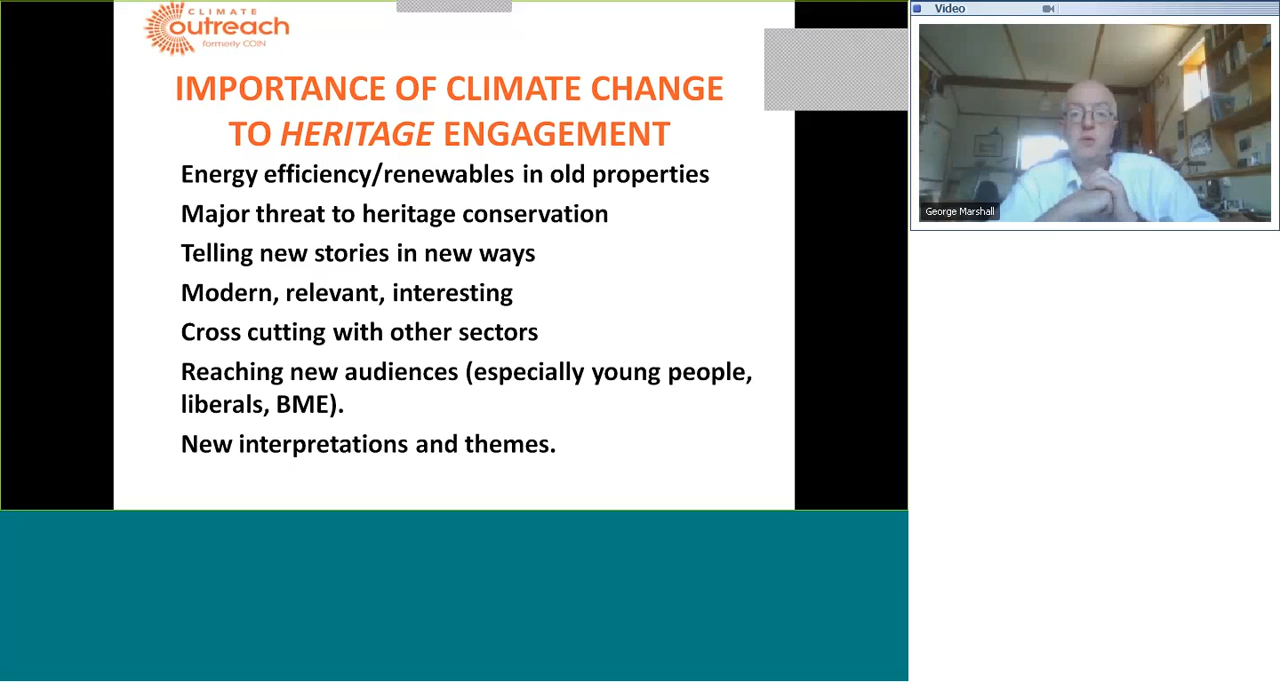 CLIMATE
outreach
formerly COIN
IMPORTANCE OF CLIMATE CHANGE
TO HERITAGE ENGAGEMENT
Energy efficiency/renewables in old properties
Major threat to heritage conservation
Telling new stories in new ways
Modern, relevant, interesting
Cross cutting with other sectors
Reaching new audiences (especially young people,
liberals, BME).
New interpretations and themes.
Video
George Marshall